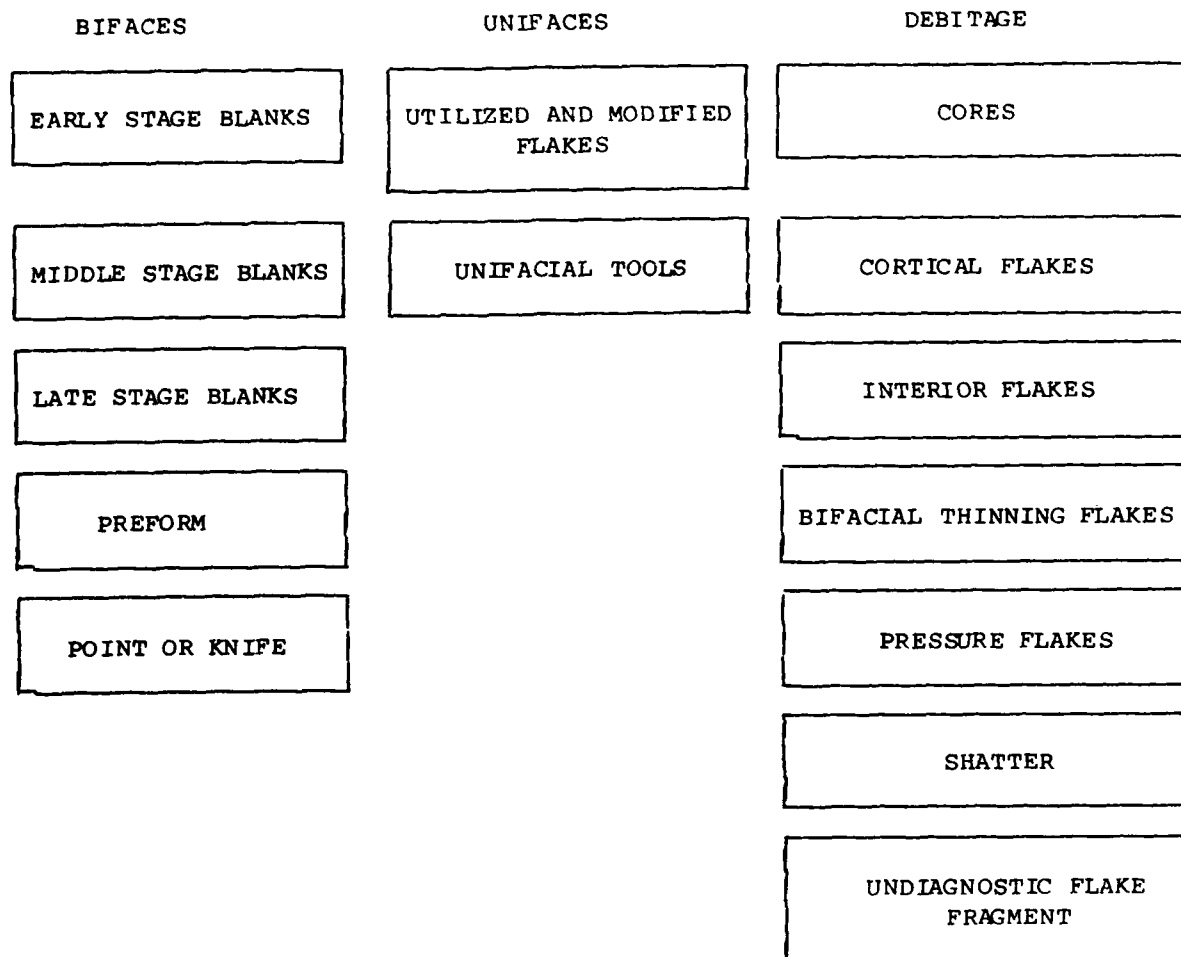 BIFACES
EARLY STAGE BLANKS
MIDDLE STAGE BLANKS
LATE STAGE BLANKS
PREFORM
POINT OR KNIFE
UNIFACES
UTILIZED AND MODIFIED
FLAKES
UNIFACIAL TOOLS
DEBITAGE
CORES
CORTICAL FLAKES
INTERIOR FLAKES
BIFACIAL THINNING FLAKES
PRESSURE FLAKES
SHATTER
UNDIAGNOSTIC FLAKE
FRAGMENT